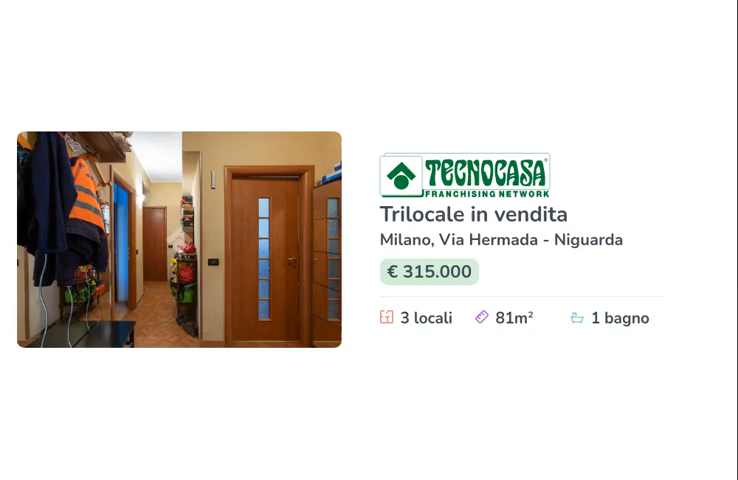 TECNOCASA®
FRANCHISING NETWORK
Trilocale in vendita
Milano, Via Hermada - Niguarda
€ 315.000
3 locali 81m² 1 bagno